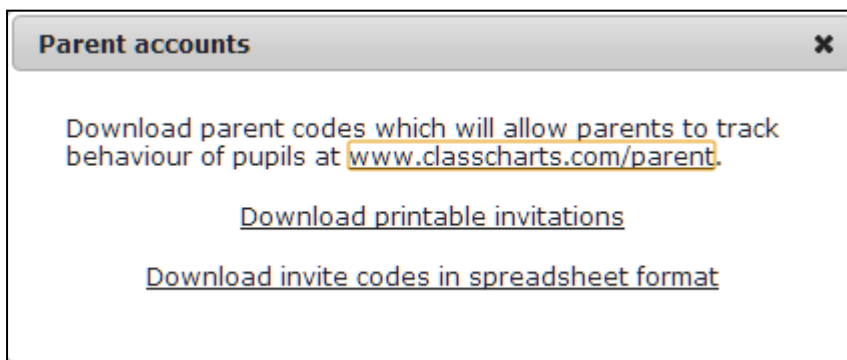 Parent accounts
Download parent codes which will allow parents to track
behaviour of pupils at www.classcharts.com/parent.
Download printable invitations
Download invite codes in spreadsheet format